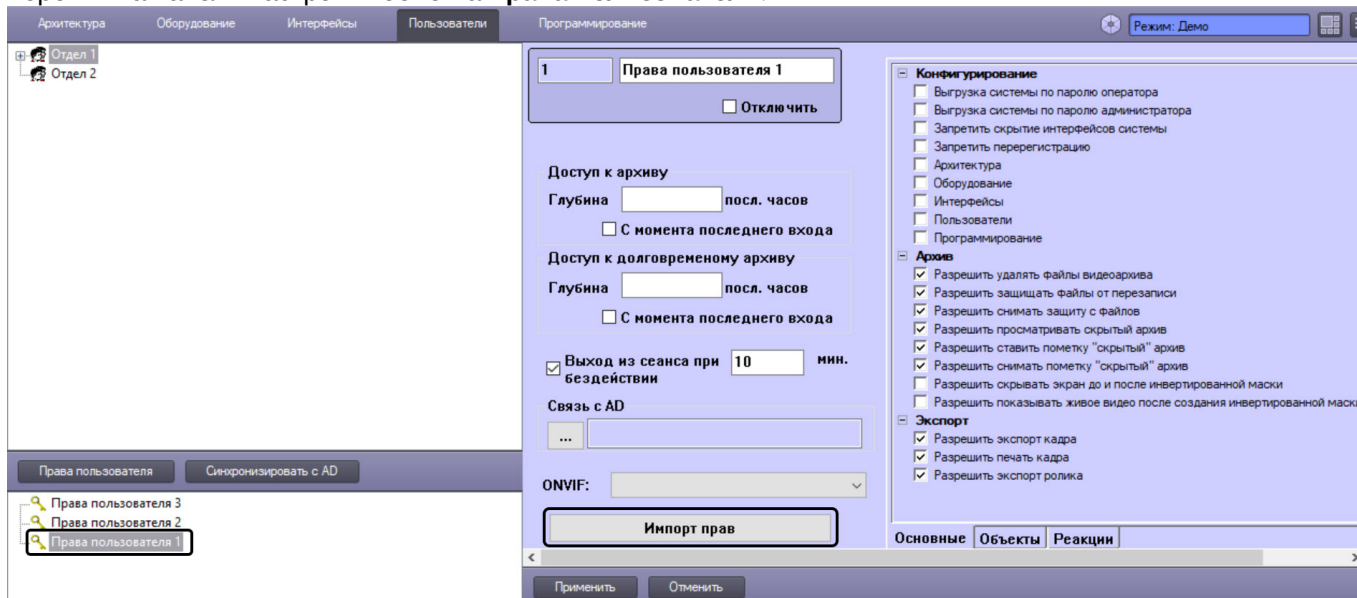 Архитектура Оборудование Интерфейсы Пользователи Программирование Режим: Демо
Отдел 1
Отдел 2
Права пользователя Синхронизировать с AD
Права пользователя 3
Права пользователя 2
Права пользователя 1
1 Права пользователя 1
Отключить
Доступ к архиву
Глубина посл. часов
С момента последнего входа
Доступ к долговременому архиву
Глубина посл. часов
С момента последнего входа
Выход из сеанса при 10 мин.
бездействии
Связь с AD
...
ONVIF:
Импорт прав
Конфигурирование
Выгрузка системы по паролю оператора
Выгрузка системы по паролю администратора
Запретить скрытие интерфейсов системы
Запретить перерегистрацию
Архитектура
Оборудование
Интерфейсы
Пользователи
Программирование
Архив
Разрешить удалять файлы видеоархива
Разрешить защищать файлы от перезаписи
Разрешить снимать защиту с файлов
Разрешить просматривать скрытый архив
Разрешить ставить пометку "скрытый" архив
Разрешить снимать пометку "скрытый" архив
Разрешить скрывать экран до и после инвертированной маски
Разрешить показывать живое видео после создания инвертированной маски
Экспорт
Разрешить экспорт кадра
Разрешить печать кадра
Разрешить экспорт ролика
Основные Объекты Реакции
Применить Отменить